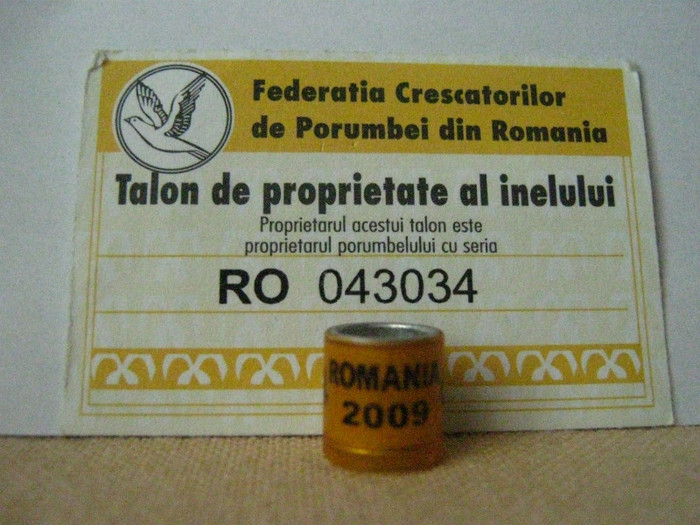 Federatia Crescatorilor
de Porumbei din Romania
Talon de proprietate al inelului
Proprietarul acestui talon este
proprietarul porumbelului cu seria
RO 043034
ROMANIA
2009